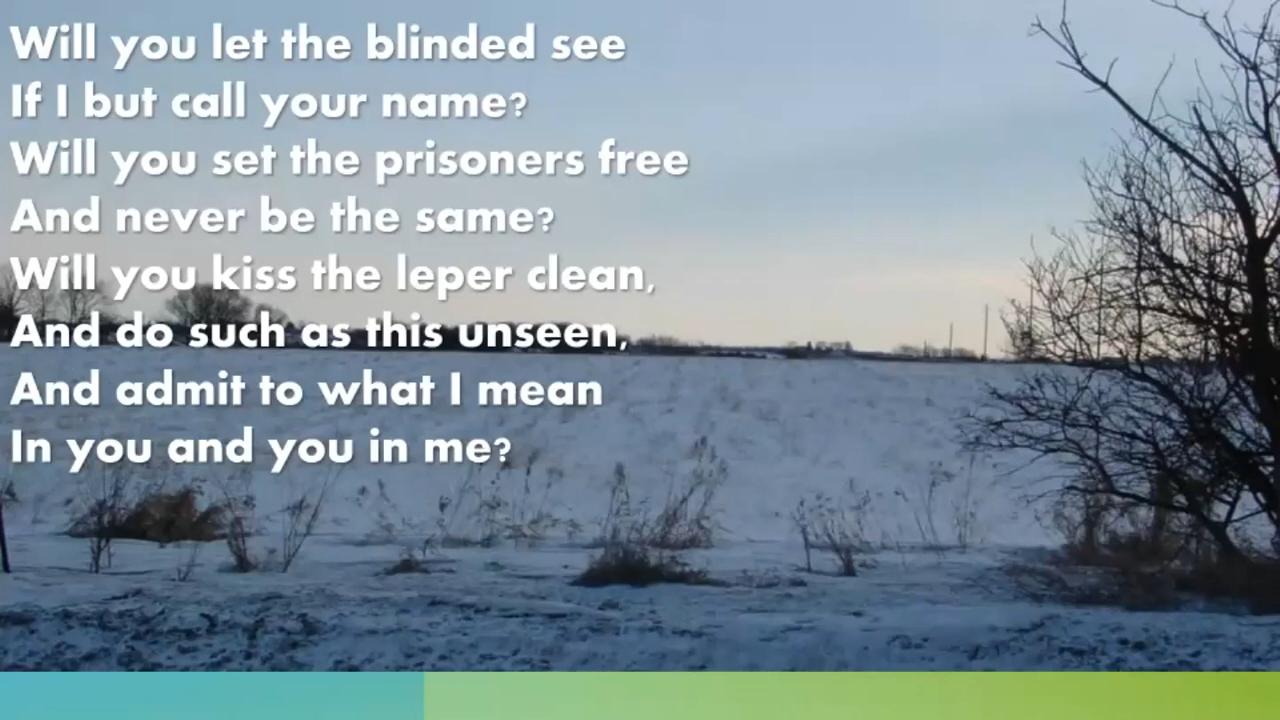 Will you let the blinded see
If I but call your name?
Will you set the prisoners free
And never be the same?
Will you kiss the leper clean,
And do such as this unseen,
And admit to what I mean
In you and you in me?